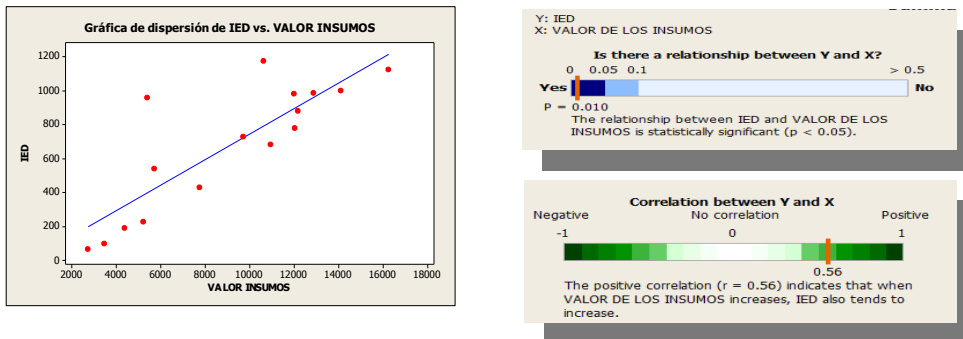 Gráfica de dispersión de IED vs. VALOR INSUMOS
1200
1000
800
600
400
200
0
IED
2000 4000 6000 8000 10000 12000 14000 16000 18000
VALOR INSUMOS
Y: IED
X: VALOR DE LOS INSUMOS
Is there a relationship between Y and X?
0 0.05 0.1 > 0.5
Yes No
P = 0.010
The relationship between IED and VALOR DE LOS
INSUMOS is statistically significant (p < 0.05).
Correlation between Y and X
Negative No correlation Positive
-1 0 1
0.56
The positive correlation (r = 0.56) indicates that when
VALOR DE LOS INSUMOS increases, IED also tends to
increase.